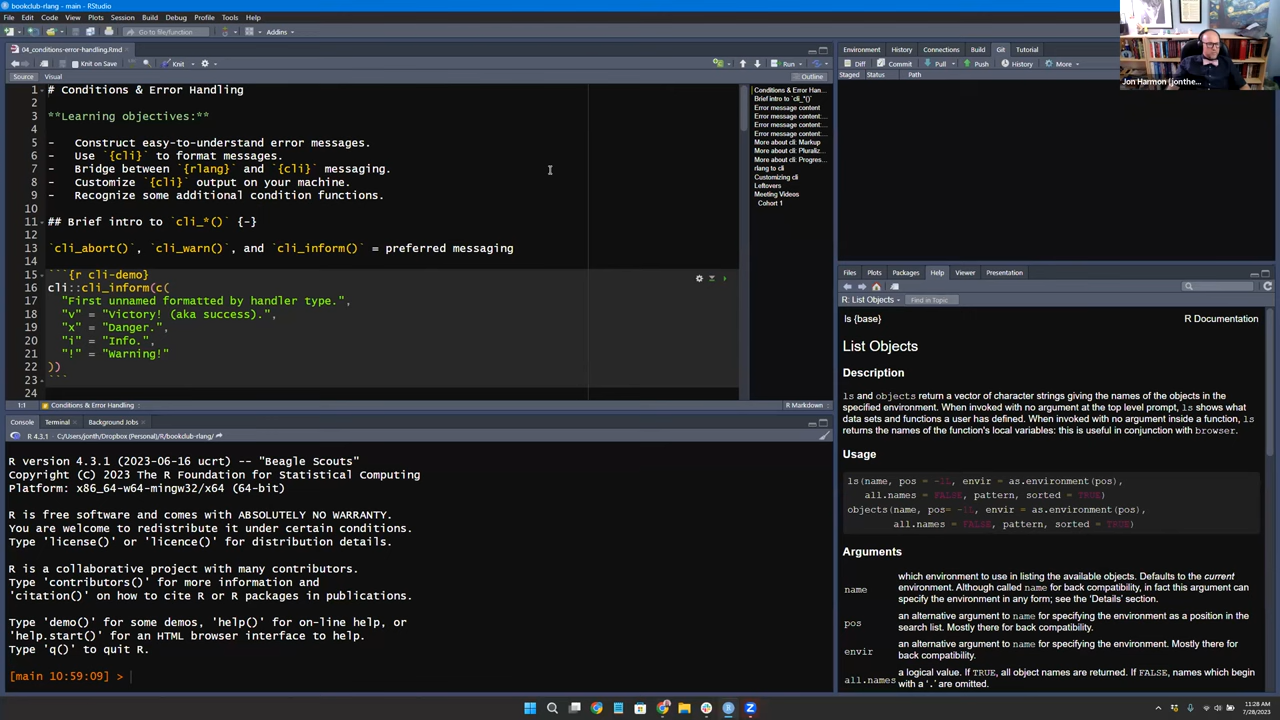 bookclub-rlang - main - RStudio
File Edit Code View Plots Session Build Debug Profile Tools Help
Go to file/function
Addins
04_conditions-error-handling.Rmd
Knit on Save
Knit
Run
Source Visual
Outline
1 # Conditions & Error Handling
2
3 **Learning objectives:**
4
5 - Construct easy-to-understand error messages.
6 - Use `{cli}` to format messages.
7 - Bridge between `{rlang}` and `{cli}` messaging.
8 - Customize `{cli}` output on your machine.
9 - Recognize some additional condition functions.
10
11 ## Brief intro to `cli_*()` {-}
12
13 `cli_abort()`, `cli_warn()`, and `cli_inform()` = preferred messaging
14
15 ```{r cli-demo}
16 cli::cli_inform(c(
17 "First unnamed formatted by handler type.",
18 "v" = "Victory! (aka success).",
19 "x" = "Danger.",
20 "i" = "Info.",
21 "!" = "Warning!"
22 ))
23 ```
24
Conditions & Error Han...
Brief intro to `cli_*()`
Error message content
Error message content:...
Error message content:...
Error message content:...
More about cli: Markup
More about cli: Pluraliz...
More about cli: Progres...
rlang to cli
Customizing cli
Leftovers
Meeting Videos
Cohort 1
1:1 Conditions & Error Handling
R Markdown
Console Terminal Background Jobs
R 4.3.1 · C:/Users/jonth/Dropbox (Personal)/R/bookclub-rlang/
R version 4.3.1 (2023-06-16 ucrt) -- "Beagle Scouts"
Copyright (C) 2023 The R Foundation for Statistical Computing
Platform: x86_64-w64-mingw32/x64 (64-bit)
R is free software and comes with ABSOLUTELY NO WARRANTY.
You are welcome to redistribute it under certain conditions.
Type 'license()' or 'licence()' for distribution details.
R is a collaborative project with many contributors.
Type 'contributors()' for more information and
'citation()' on how to cite R or R packages in publications.
Type 'demo()' for some demos, 'help()' for on-line help, or
'help.start()' for an HTML browser interface to help.
Type 'q()' to quit R.
[main 10:59:09] >
Environment History Connections Build Git Tutorial
Diff Commit Pull Push History More
Staged Status Path
Jon Harmon (jonthe
Files Plots Packages Help Viewer Presentation
R: List Objects
Find in Topic
ls {base}
R Documentation
List Objects
Description
ls and objects return a vector of character strings giving the names of the objects in the
specified environment. When invoked with no argument at the top level prompt, ls shows what
data sets and functions a user has defined. When invoked with no argument inside a function, ls
returns the names of the function's local variables: this is useful in conjunction with browser.
Usage
ls(name, pos = -1L, envir = as.environment(pos),
all.names = FALSE, pattern, sorted = TRUE)
objects(name, pos= -1L, envir = as.environment(pos),
all.names = FALSE, pattern, sorted = TRUE)
Arguments
name which environment to use in listing the available objects. Defaults to the current
environment. Although called name for back compatibility, in fact this argument can
specify the environment in any form; see the ‘Details’ section.
pos an alternative argument to name for specifying the environment as a position in the
search list. Mostly there for back compatibility.
envir an alternative argument to name for specifying the environment. Mostly there for
back compatibility.
all.names a logical value. If TRUE, all object names are returned. If FALSE, names which begin
with a ‘.’ are omitted.
11:28 AM
7/28/2023